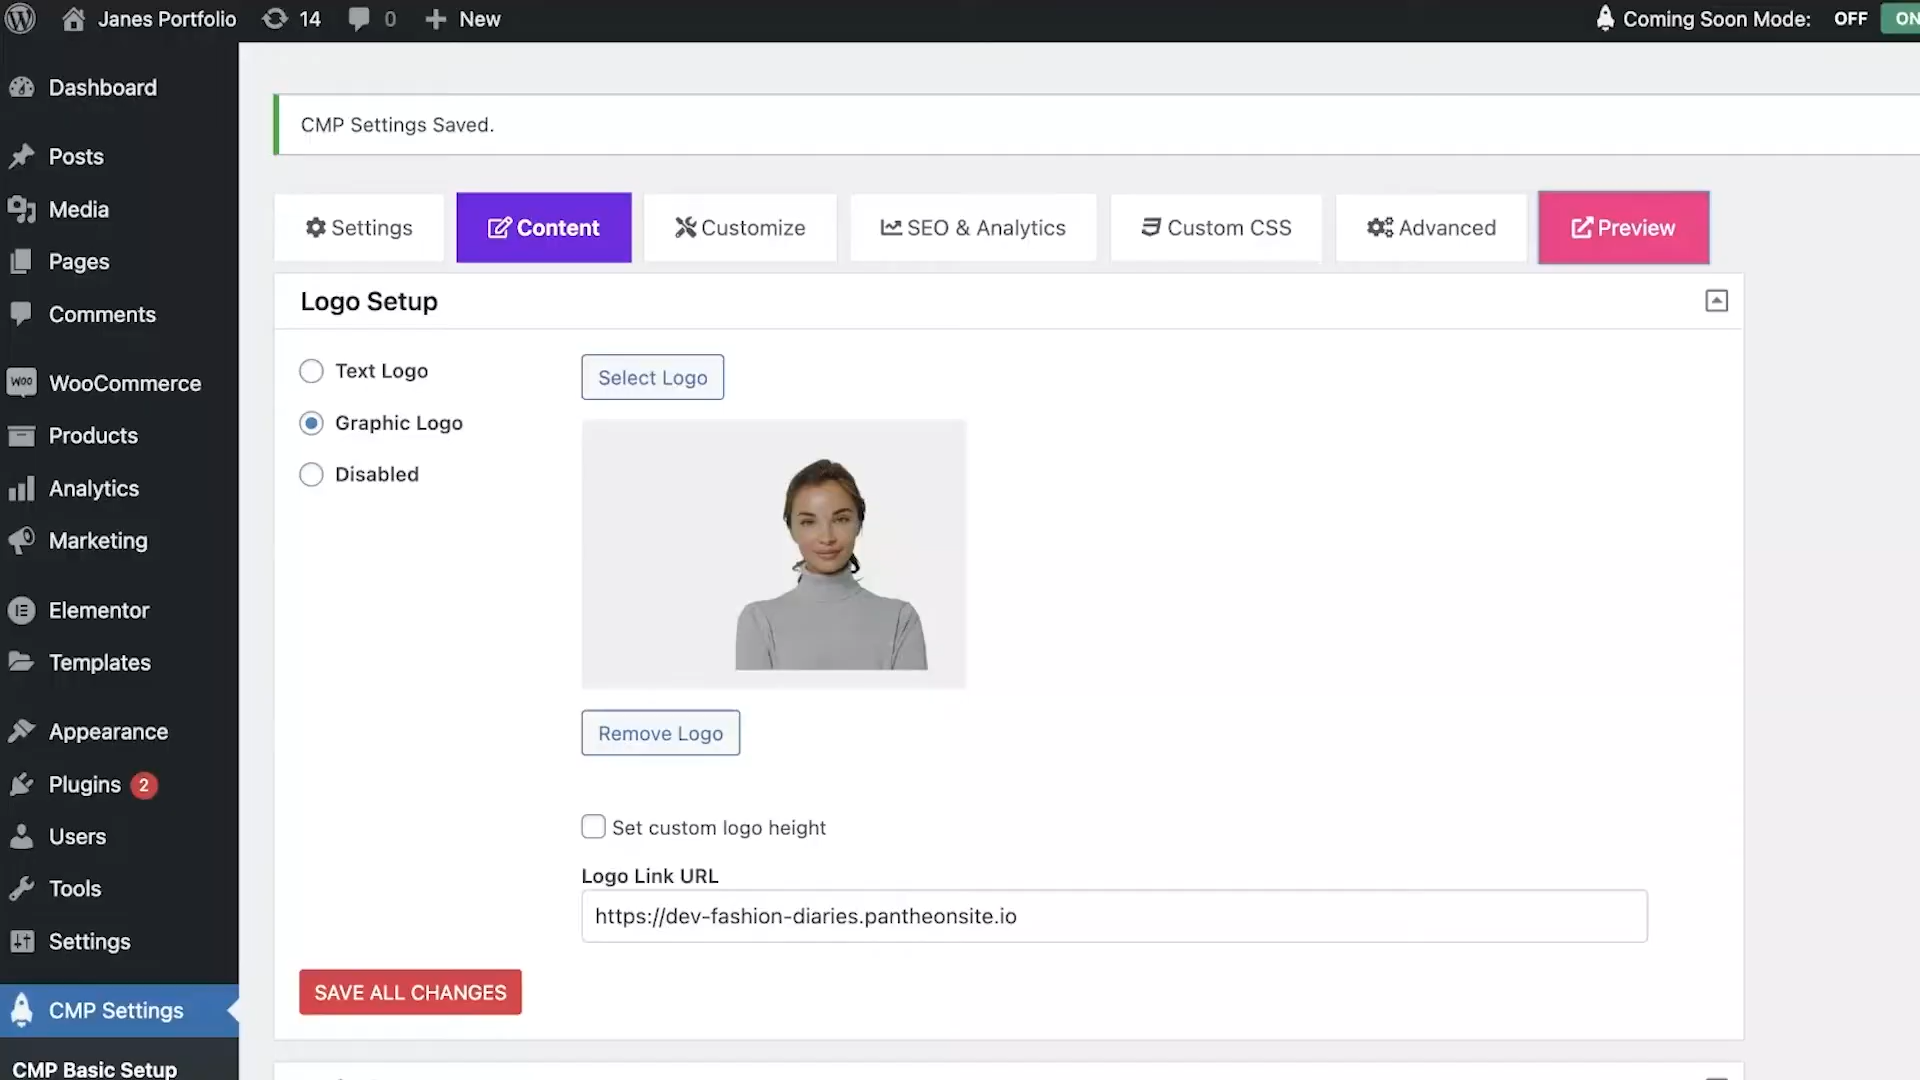 Janes Portfolio 14 0 New Coming Soon Mode: OFF
Dashboard
Posts
Media
Pages
Comments
WOO WooCommerce
Products
Analytics
Marketing
Elementor
Templates
Appearance
Plugins 2
Users
Tools
Settings
CMP Settings
CMP Basic Setup
CMP Settings Saved.
Settings Content Customize SEO & Analytics Custom CSS Advanced Preview
Logo Setup
Text Logo
Graphic Logo
Disabled
Select Logo
Remove Logo
Set custom logo height
Logo Link URL
https://dev-fashion-diaries.pantheonsite.io
SAVE ALL CHANGES